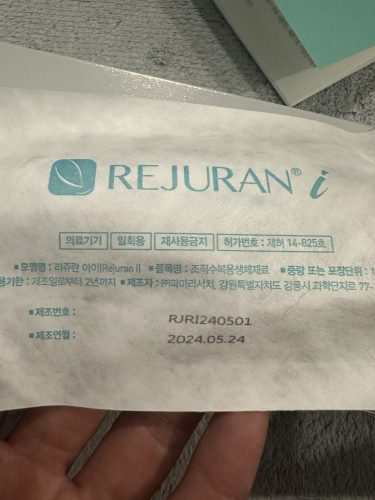 REJURAN® i
의료기기 일회용 재사용금지 허가번호 : 제허 14-825호
■ 모델명 : 리쥬란 아이(Rejuran i) ■ 품목명 : 조직수복용생체재료 ■ 중량 또는 포장단위 : 1
용기한 : 제조일로부터 2년까지 ■ 제조자 : ㈜파마리서치, 강원특별자치도 강릉시 과학단지로 77-
■ 제조번호 : RJRI240501
■ 제조연월 : 2024.05.24